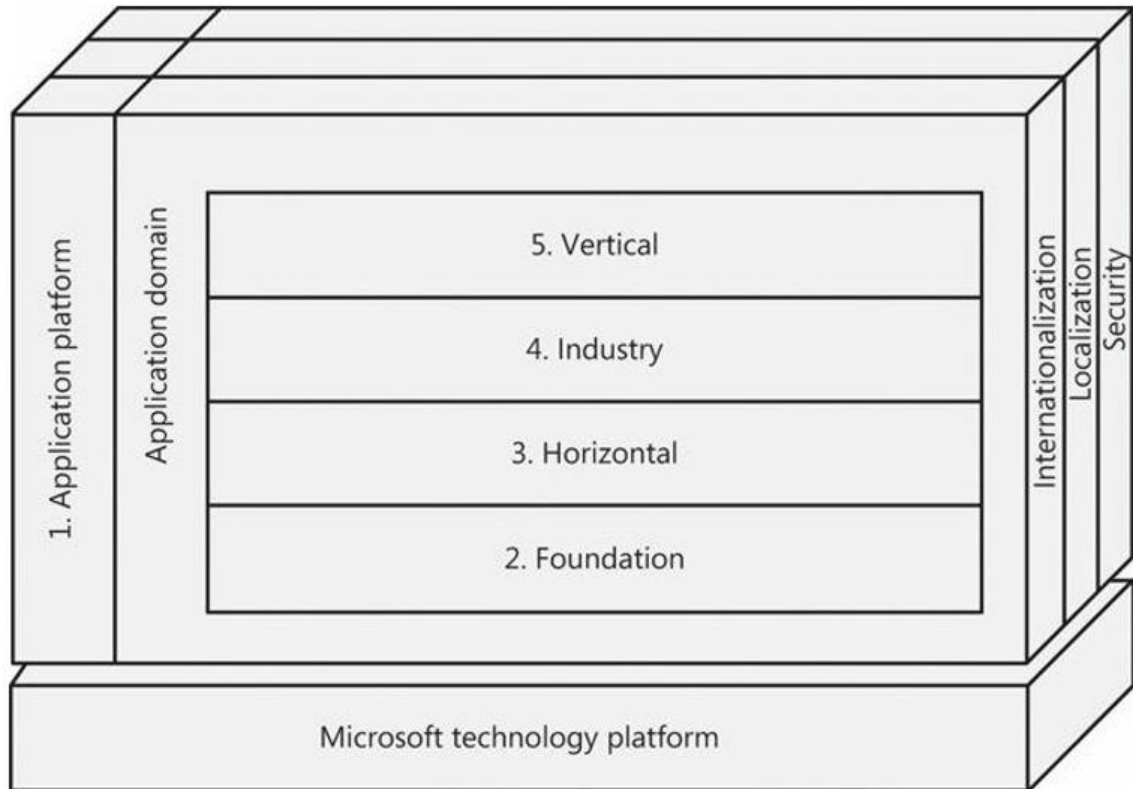 1. Application platform
Application domain
5. Vertical
4. Industry
3. Horizontal
2. Foundation
Internationalization
Localization
Security
Microsoft technology platform